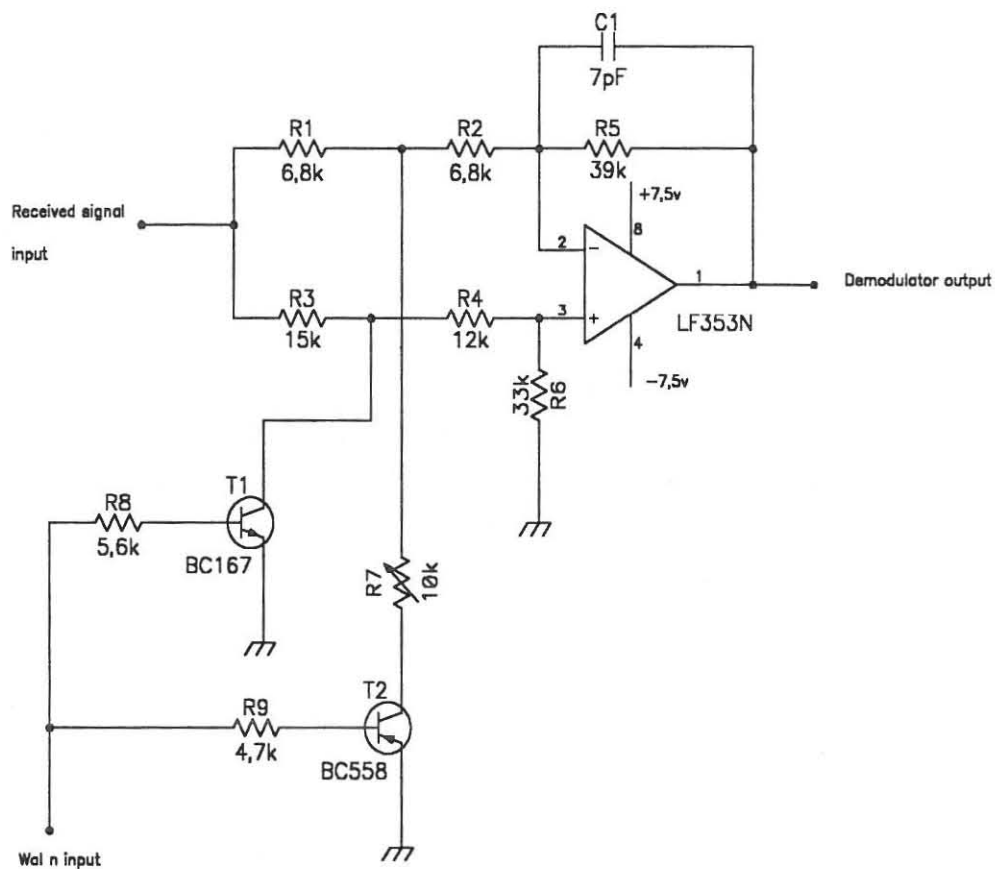 C1
7pF
R1
6,8k
R2
6,8k
R5
39k
+7,5v
8
Received signal
input
2
-
1
Demodulator output
R3
15k
R4
12k
3
+
LF353N
4
-7,5v
33k
R6
T1
R8
5,6k
BC167
R7
10k
T2
R9
4,7k
BC558
Wal n input